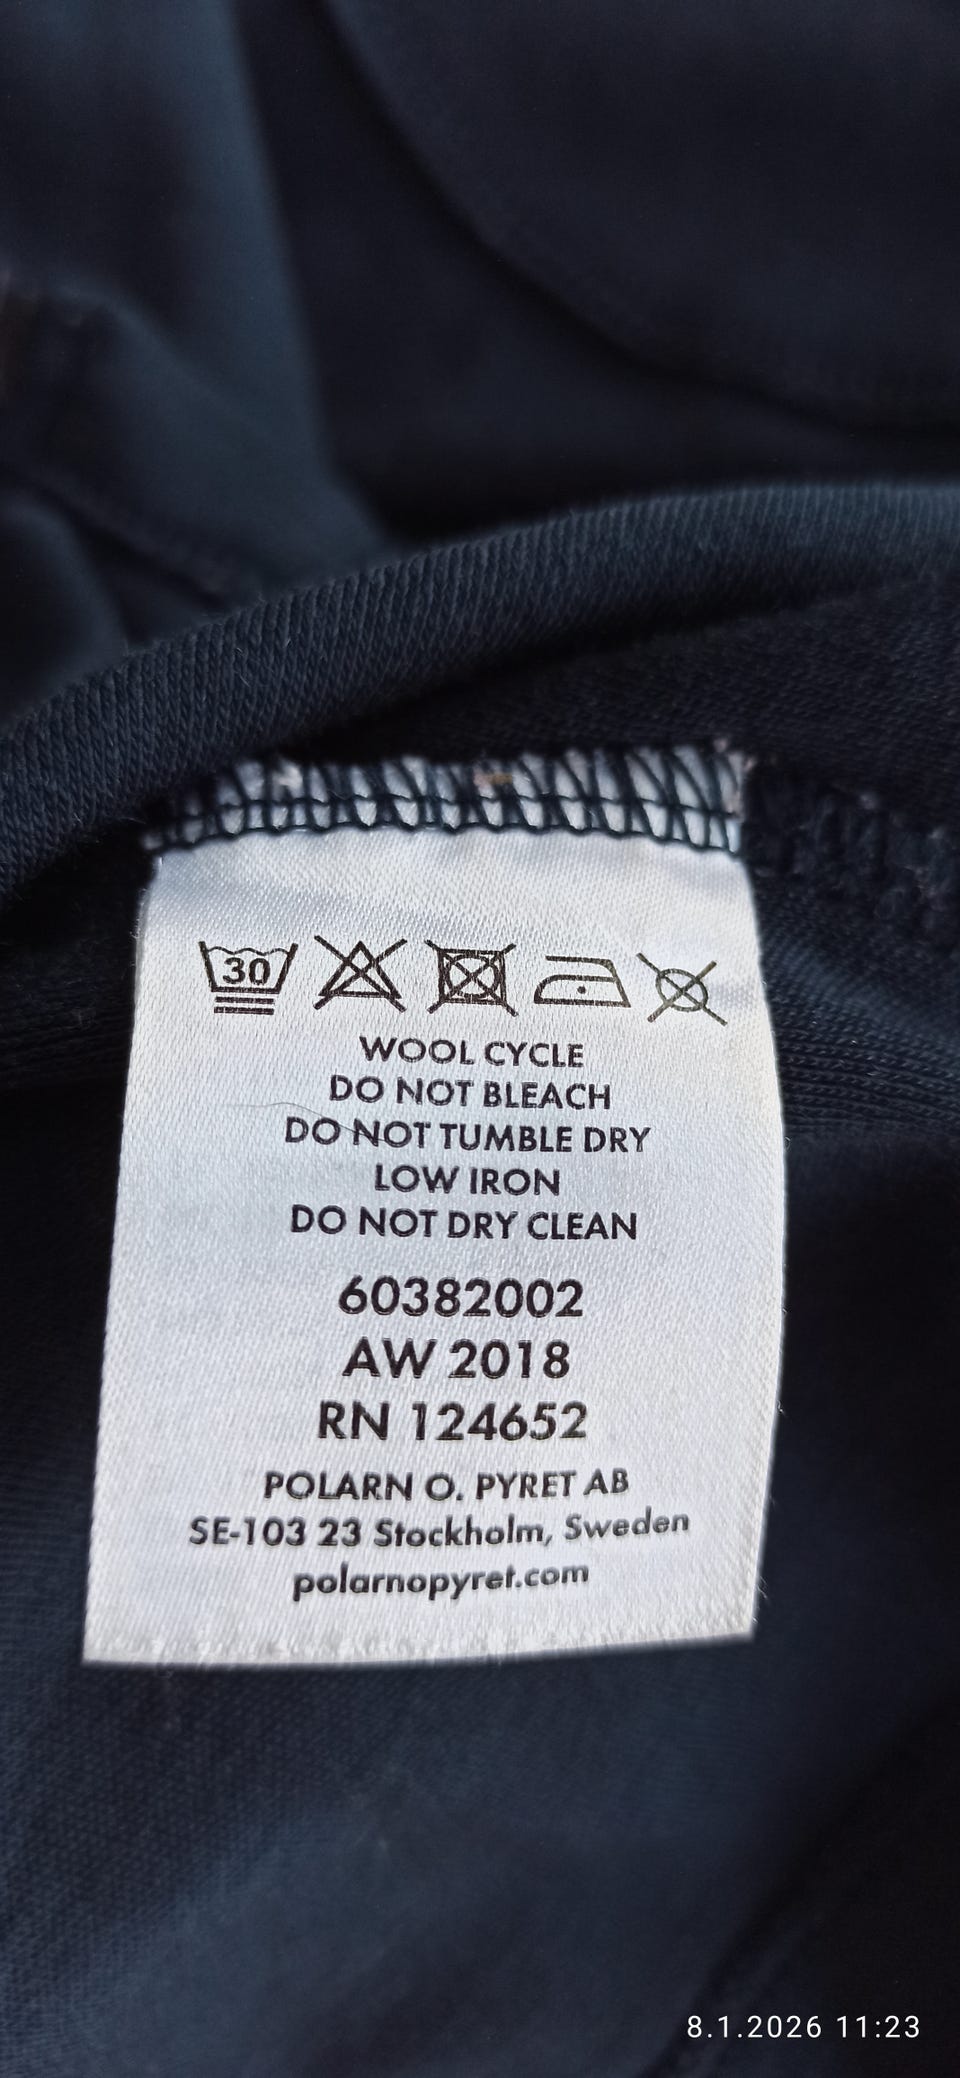 30
WOOL CYCLE
DO NOT BLEACH
DO NOT TUMBLE DRY
LOW IRON
DO NOT DRY CLEAN
60382002
AW 2018
RN 124652
POLARN O. PYRET AB
SE-103 23 Stockholm, Sweden
polarnopyret.com
8.1.2026 11:23